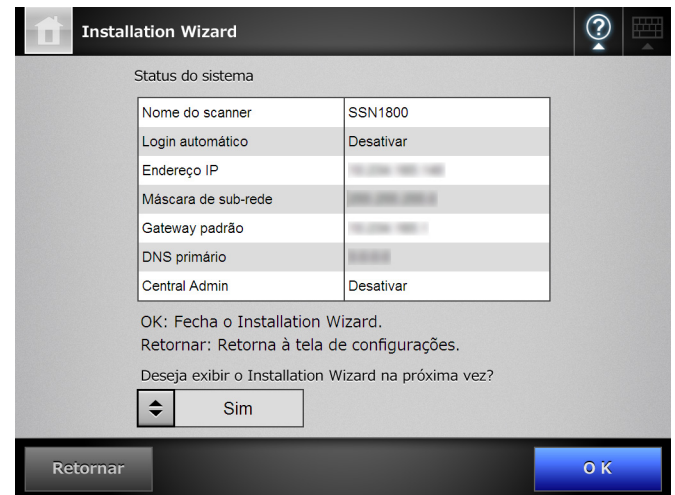 Installation Wizard
?
Status do sistema
Nome do scanner SSN1800
Login automático Desativar
Endereço IP
Máscara de sub-rede
Gateway padrão
DNS primário
Central Admin Desativar
OK: Fecha o Installation Wizard.
Retornar: Retorna à tela de configurações.
Deseja exibir o Installation Wizard na próxima vez?
Sim
Retornar OK